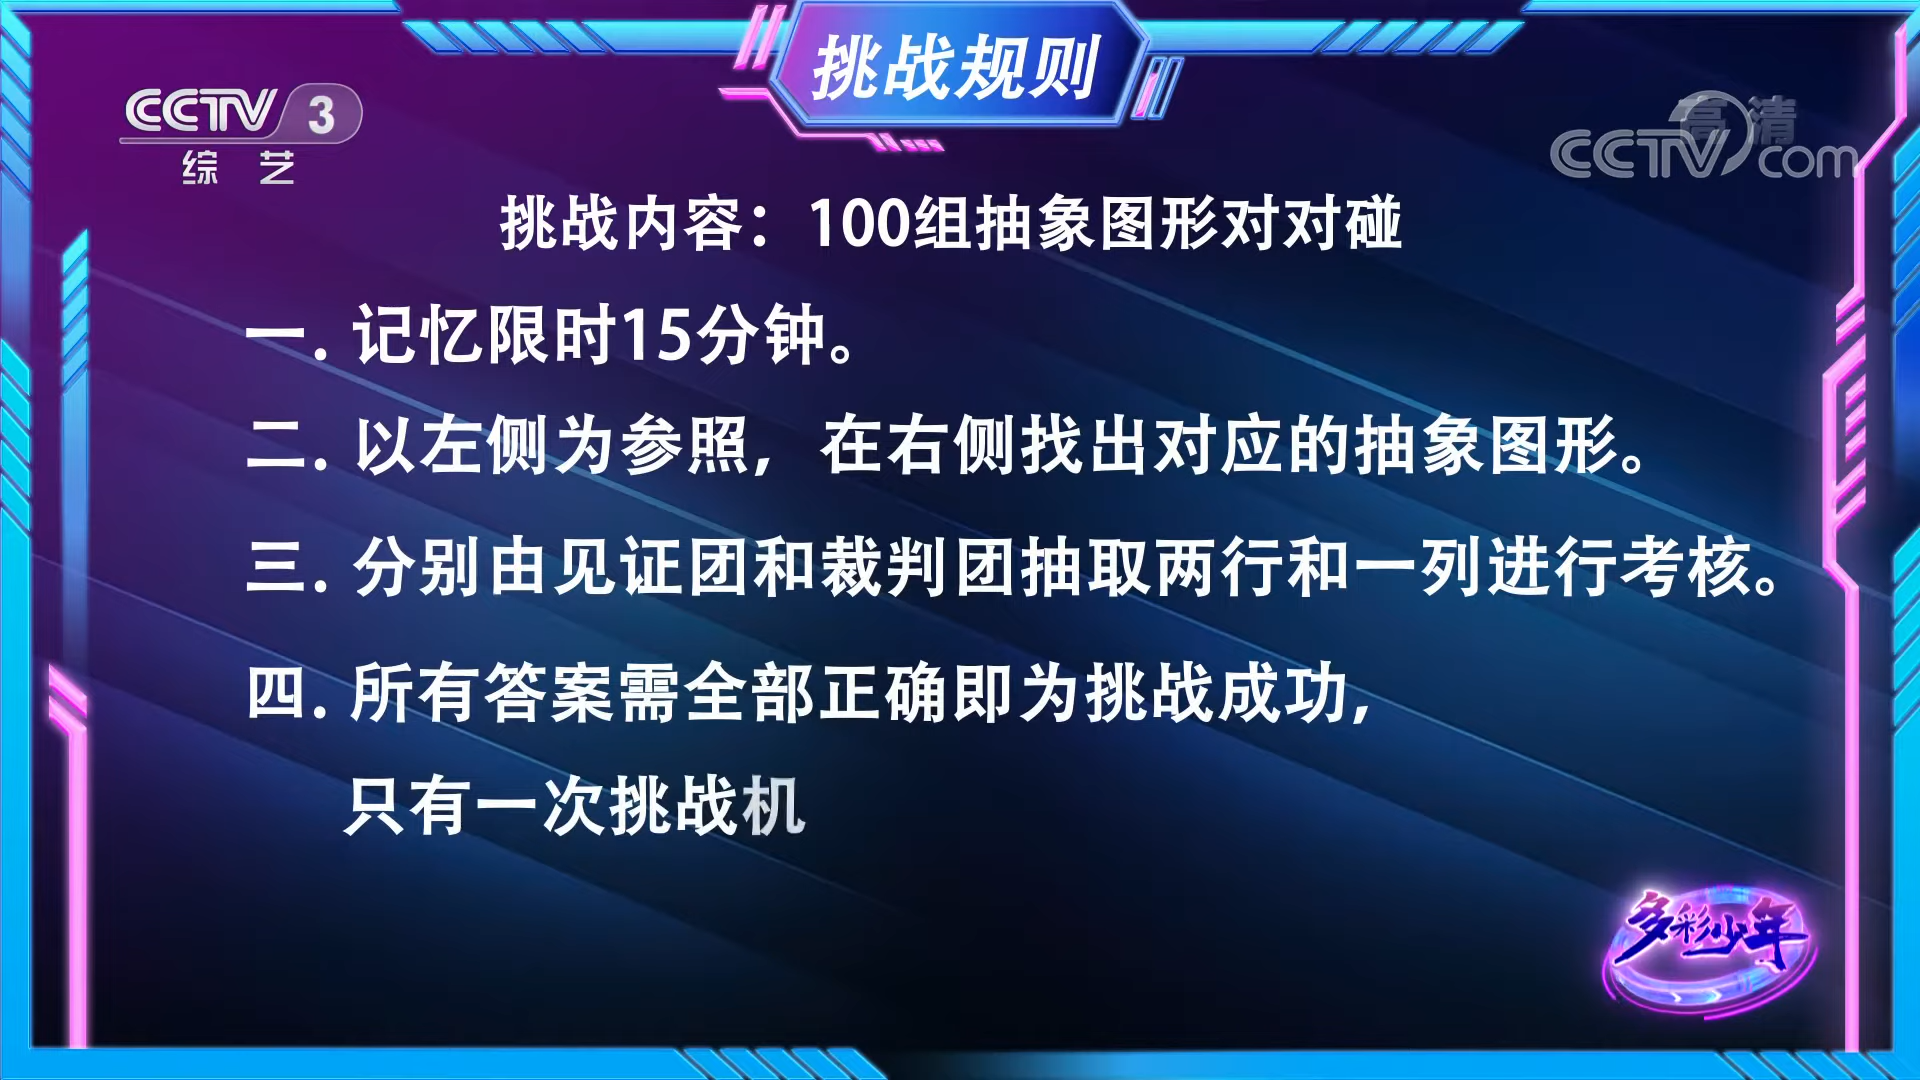 挑战规则
CCTV 3
综艺
高清
CCTV.com
挑战内容：100组抽象图形对对碰
一. 记忆限时15分钟。
二. 以左侧为参照，在右侧找出对应的抽象图形。
三. 分别由见证团和裁判团抽取两行和一列进行考核。
四. 所有答案需全部正确即为挑战成功,
只有一次挑战机
多彩少年